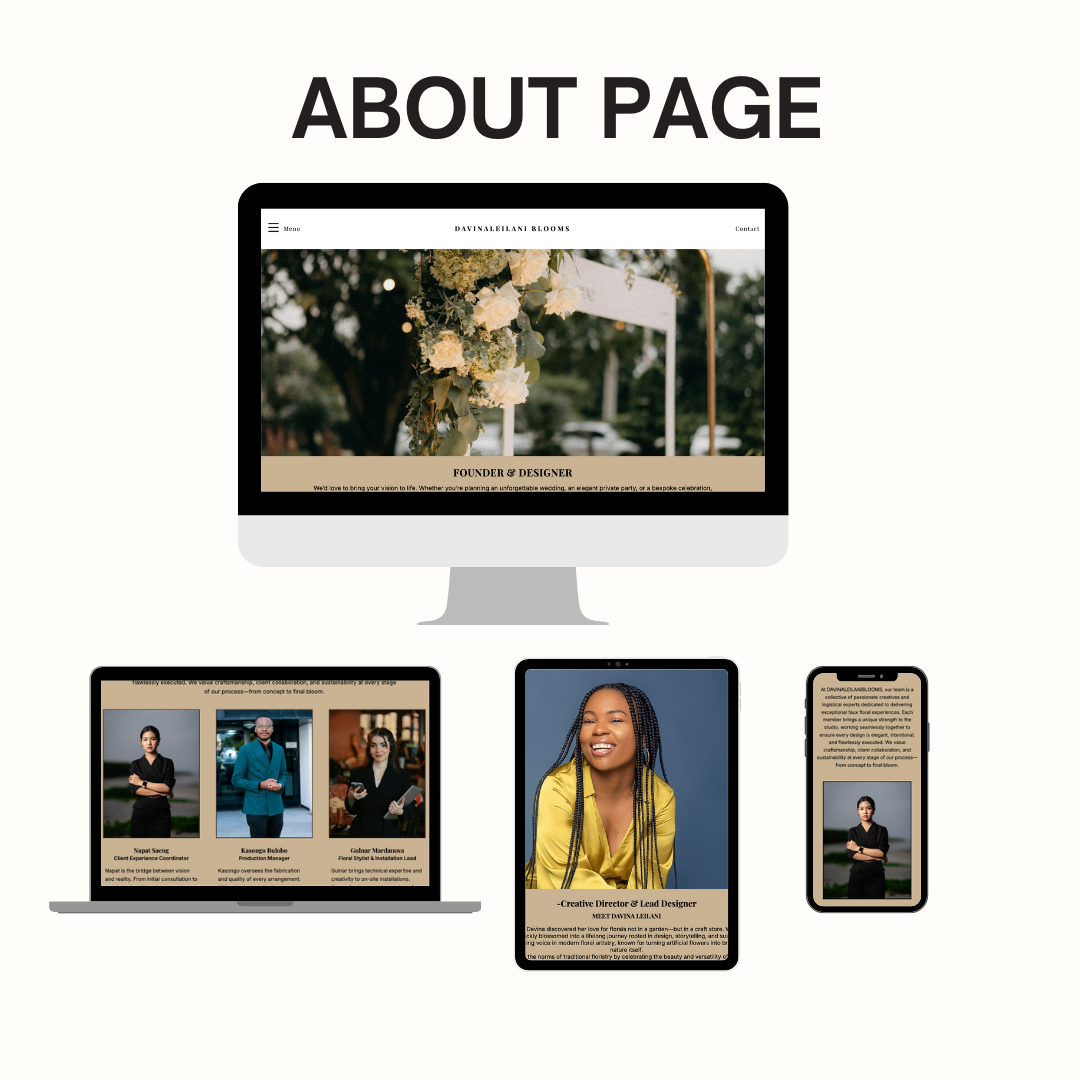 ABOUT PAGE
Menu
DAVINALEILANI BLOOMS
Contact
FOUNDER & DESIGNER
We'd love to bring your vision to life. Whether you're planning an unforgettable wedding, an elegant private party, or a bespoke celebration,
flawlessly executed. We value craftsmanship, client collaboration, and sustainability at every stage
of our process—from concept to final bloom.
Napat Saeng
Client Experience Coordinator
Napat is the bridge between vision
and reality. From initial consultation to
Kasongo Bulobo
Production Manager
Kasongo oversees the fabrication
and quality of every arrangement.
Gulnar Mardanova
Floral Stylist & Installation Lead
Gulnar brings technical expertise and
creativity to on-site installations.
-Creative Director & Lead Designer
MEET DAVINA LEILANI
Davina discovered her love for florals not in a garden—but in a craft store. W
ckly blossomed into a lifelong journey rooted in design, storytelling, and sus
ing voice in modern floral artistry, known for turning artificial flowers into br
nature itself.
the norms of traditional floristry by celebrating the beauty and versatility of
At DAVINALEILANIBLOOMS, our team is a
collective of passionate creatives and
logistical experts dedicated to delivering
exceptional faux floral experiences. Each
member brings a unique strength to the
studio, working seamlessly together to
ensure every design is elegant, intentional,
and flawlessly executed. We value
craftsmanship, client collaboration, and
sustainability at every stage of our process—
from concept to final bloom.